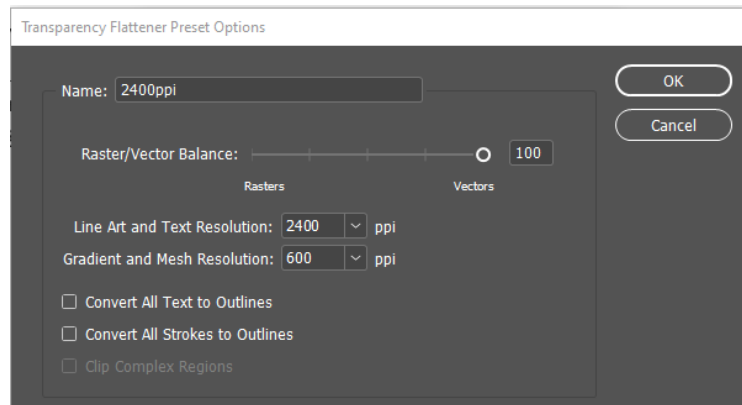 Transparency Flattener Preset Options
Name: 2400ppi
OK
Cancel
Raster/Vector Balance: 100
Rasters Vectors
Line Art and Text Resolution: 2400 ppi
Gradient and Mesh Resolution: 600 ppi
Convert All Text to Outlines
Convert All Strokes to Outlines
Clip Complex Regions